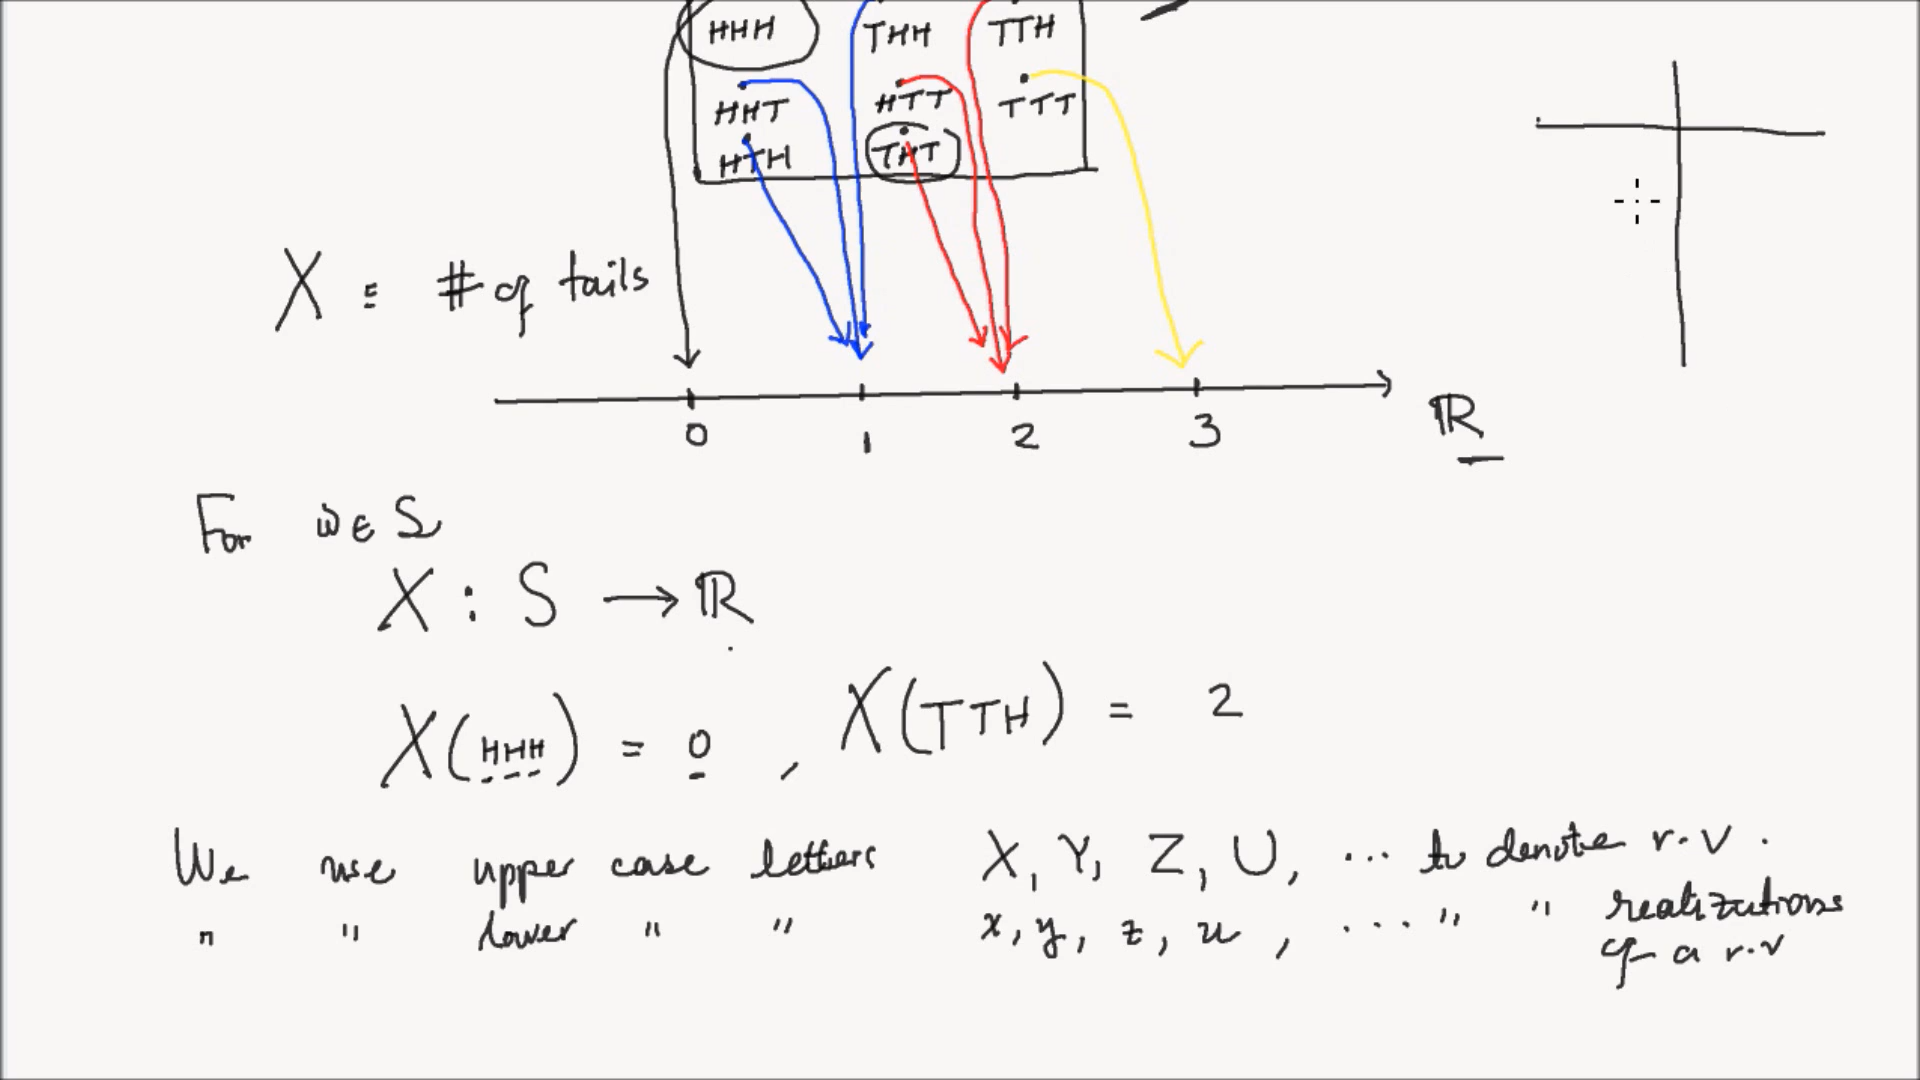 HHH THH TTH
HHT HTT TTT
HTH THT
X = # of tails
0 1 2 3 ℝ
For ω ∈ S
X : S → ℝ
X(HHH) = 0 , X(TTH) = 2
We use upper case letters X, Y, Z, U, ... to denote r.v.
" " lower " " x, y, z, u, ... " " realizations
of a r.v